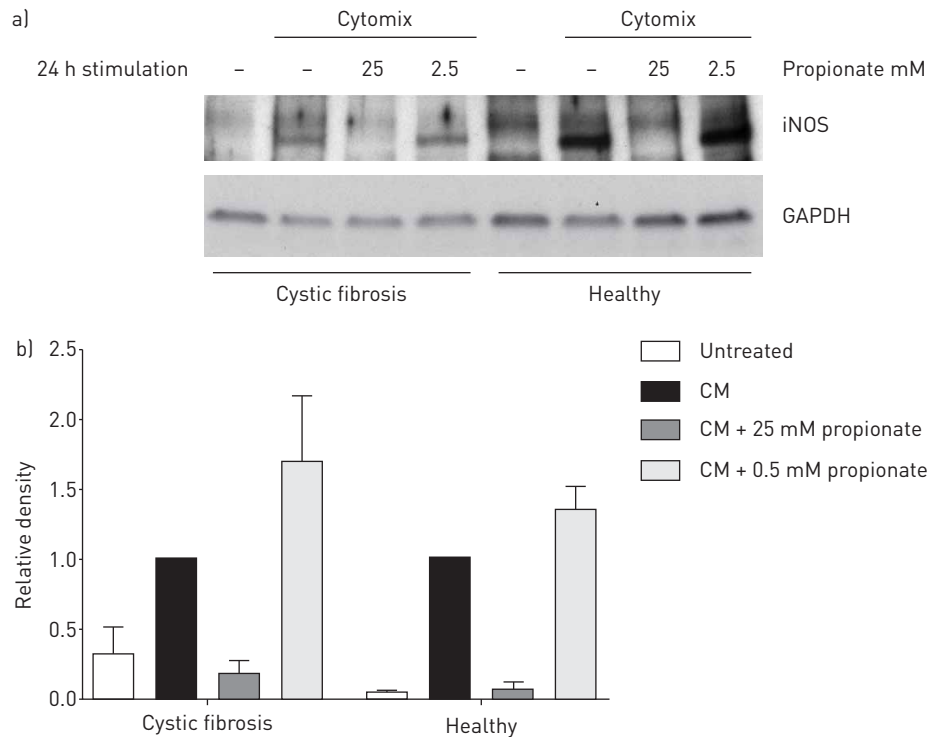 a)
Cytomix Cytomix
24 h stimulation – – 25 2.5 – – 25 2.5 Propionate mM
iNOS
GAPDH
Cystic fibrosis Healthy
b)
2.5
2.0
1.5
1.0
0.5
0.0
Relative density
Cystic fibrosis Healthy
Untreated
CM
CM + 25 mM propionate
CM + 0.5 mM propionate